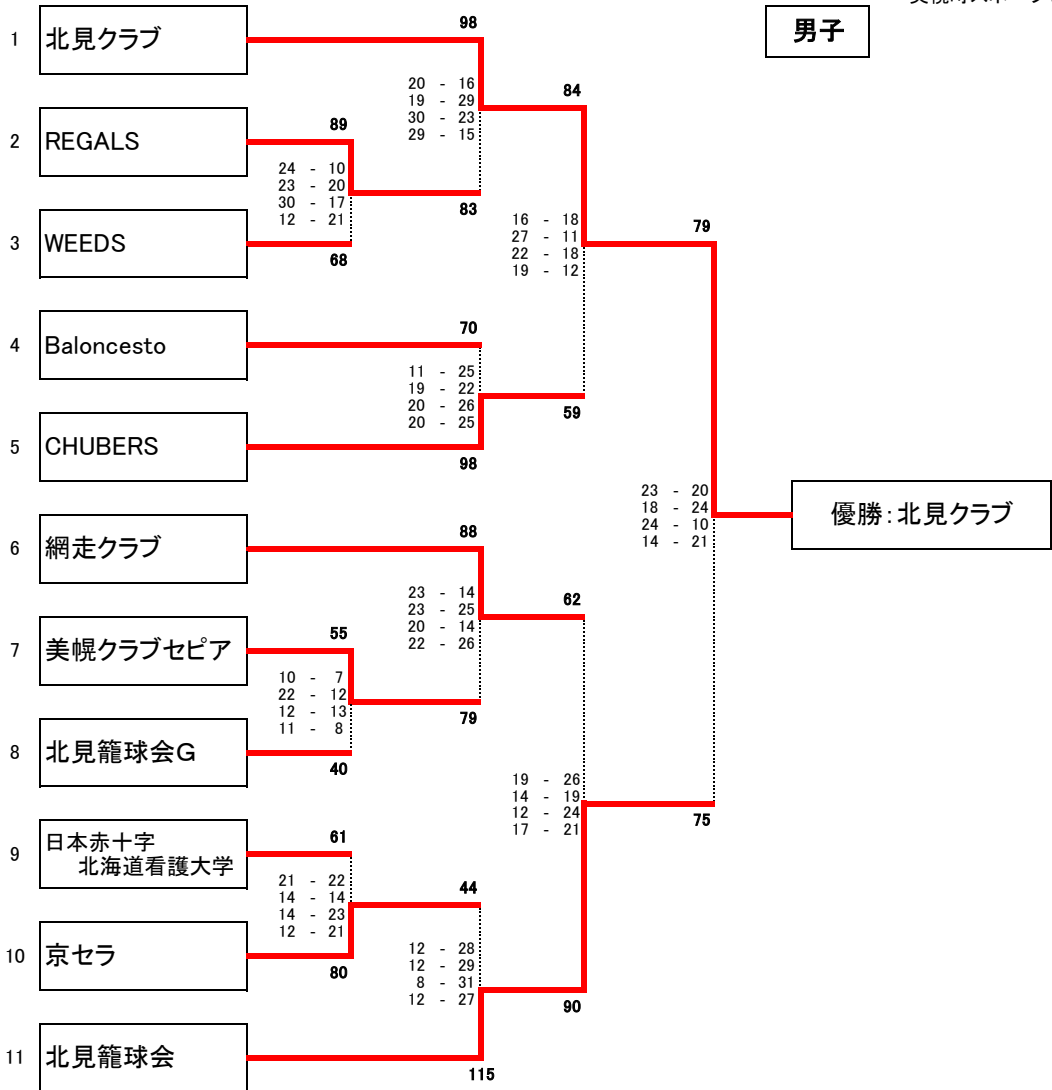 男子
1 北見クラブ
98
20 - 16
19 - 29
30 - 23
29 - 15
84
2 REGALS
89
24 - 10
23 - 20
30 - 17
12 - 21
83
3 WEEDS
68
16 - 18
27 - 11
22 - 18
19 - 12
79
4 Baloncesto
70
11 - 25
19 - 22
20 - 26
20 - 25
59
5 CHUBERS
98
23 - 20
18 - 24
24 - 10
14 - 21
優勝：北見クラブ
6 網走クラブ
88
23 - 14
23 - 25
20 - 14
22 - 26
62
7 美幌クラブセピア
55
10 - 7
22 - 12
12 - 13
11 - 8
79
8 北見籠球会G
40
19 - 26
14 - 19
12 - 24
17 - 21
75
9 日本赤十字
北海道看護大学
61
21 - 22
14 - 14
14 - 23
12 - 21
44
10 京セラ
80
12 - 28
12 - 29
8 - 31
12 - 27
90
11 北見籠球会
115